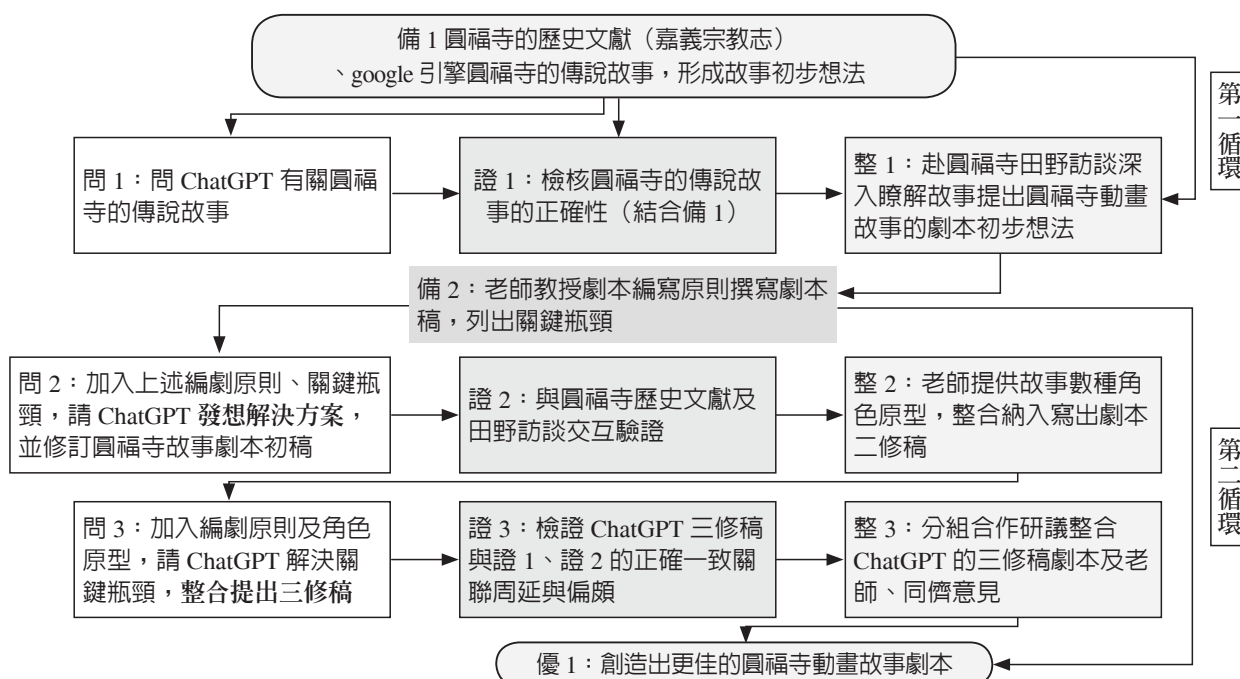 備 1 圓福寺的歷史文獻（嘉義宗教志）
、google 引擎圓福寺的傳說故事，形成故事初步想法
第一循環
問 1：問 ChatGPT 有關圓福
寺的傳說故事
證 1：檢核圓福寺的傳說故
事的正確性（結合備 1）
整 1：赴圓福寺田野訪談深
入瞭解故事提出圓福寺動畫
故事的劇本初步想法
備 2：老師教授劇本編寫原則撰寫劇本
稿，列出關鍵瓶頸
問 2：加入上述編劇原則、關鍵瓶
頸，請 ChatGPT 發想解決方案，
並修訂圓福寺故事劇本初稿
證 2：與圓福寺歷史文獻及
田野訪談交互驗證
整 2：老師提供故事數種角
色原型，整合納入寫出劇本
二修稿
第二循環
問 3：加入編劇原則及角色
原型，請 ChatGPT 解決關
鍵瓶頸，整合提出三修稿
證 3：檢證 ChatGPT 三修稿
與證 1、證 2 的正確一致關
聯周延與偏頗
整 3：分組合作研議整合
ChatGPT 的三修稿劇本及老
師、同儕意見
優 1：創造出更佳的圓福寺動畫故事劇本